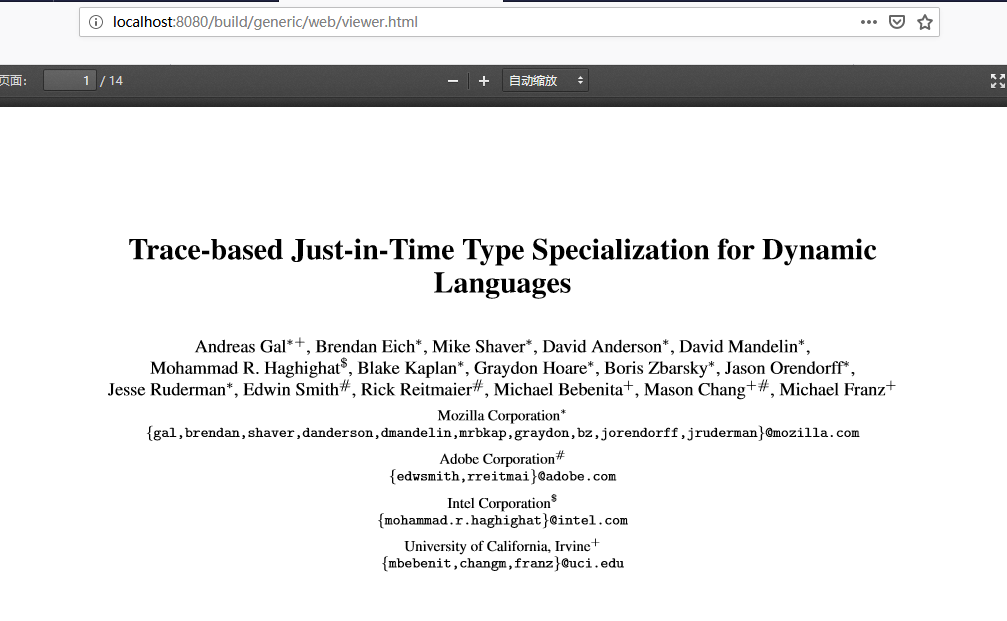 localhost:8080/build/generic/web/viewer.html
页面: 1 / 14 自动缩放
Trace-based Just-in-Time Type Specialization for Dynamic
Languages
Andreas Gal*+, Brendan Eich*, Mike Shaver*, David Anderson*, David Mandelin*,
Mohammad R. Haghighat$, Blake Kaplan*, Graydon Hoare*, Boris Zbarsky*, Jason Orendorff*,
Jesse Ruderman*, Edwin Smith#, Rick Reitmaier#, Michael Bebenita+, Mason Chang+#, Michael Franz+
Mozilla Corporation*
{gal,brendan,shaver,danderson,dmandelin,mrbkap,graydon,bz,jorendorff,jruderman}@mozilla.com
Adobe Corporation#
{edwsmith,rreitmai}@adobe.com
Intel Corporation$
{mohammad.r.haghighat}@intel.com
University of California, Irvine+
{mbebenit,changm,franz}@uci.edu